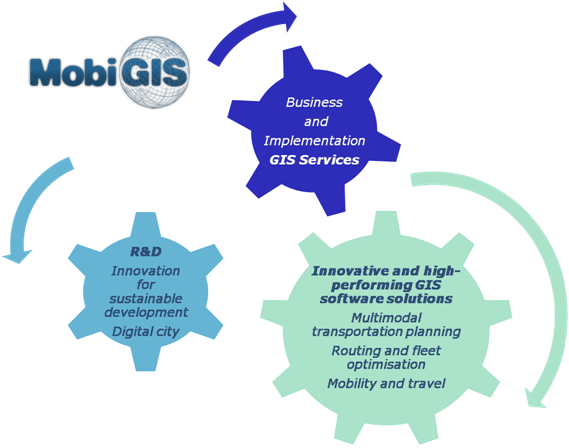 MobiGIS
Business
and
Implementation
GIS Services
R&D
Innovation
for
sustainable
development
Digital city
Innovative and high-
performing GIS
software solutions
Multimodal
transportation planning
Routing and fleet
optimisation
Mobility and travel